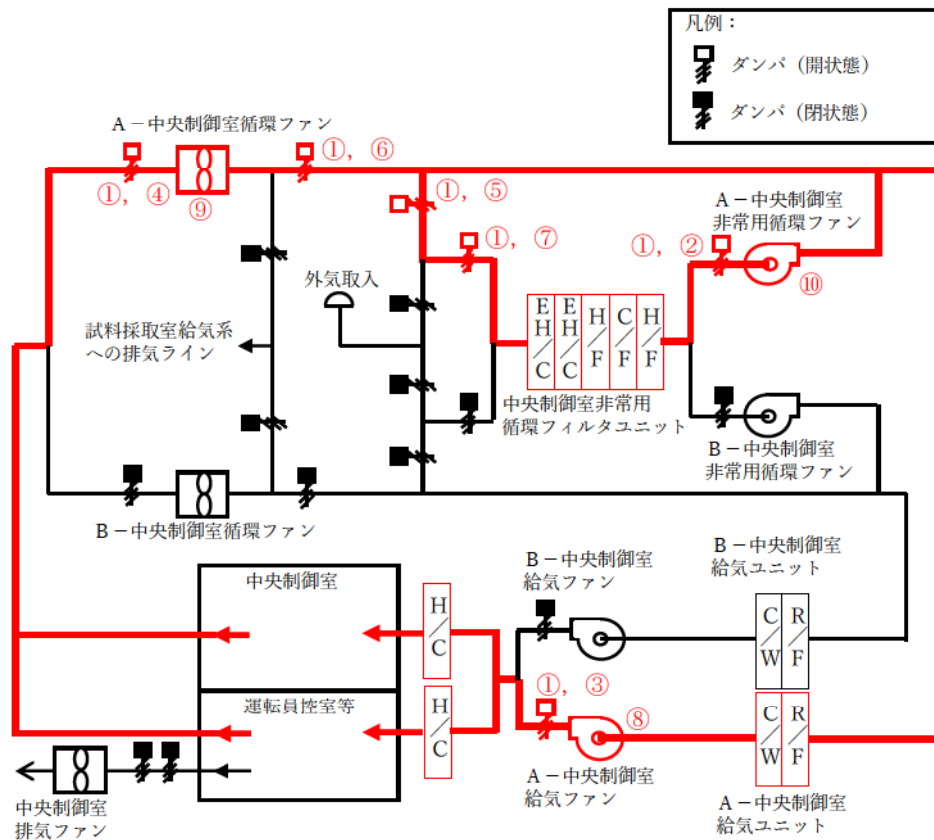 凡例：
ダンパ（開状態）
ダンパ（閉状態）
A－中央制御室循環ファン
①，⑥
①，④
⑨
①，⑤
A－中央制御室
非常用循環ファン
①，⑦
①，②
⑩
外気取入
試料採取室給気系
への排気ライン
E
H
／
C
E
H
／
C
H
／
F
C
／
F
H
／
F
中央制御室非常用
循環フィルタユニット
B－中央制御室
非常用循環ファン
B－中央制御室循環ファン
中央制御室
H
／
C
B－中央制御室
給気ファン
B－中央制御室
給気ユニット
C
／
W
R
／
F
運転員控室等
H
／
C
①，③
⑧
C
／
W
R
／
F
中央制御室
排気ファン
A－中央制御室
給気ファン
A－中央制御室
給気ユニット